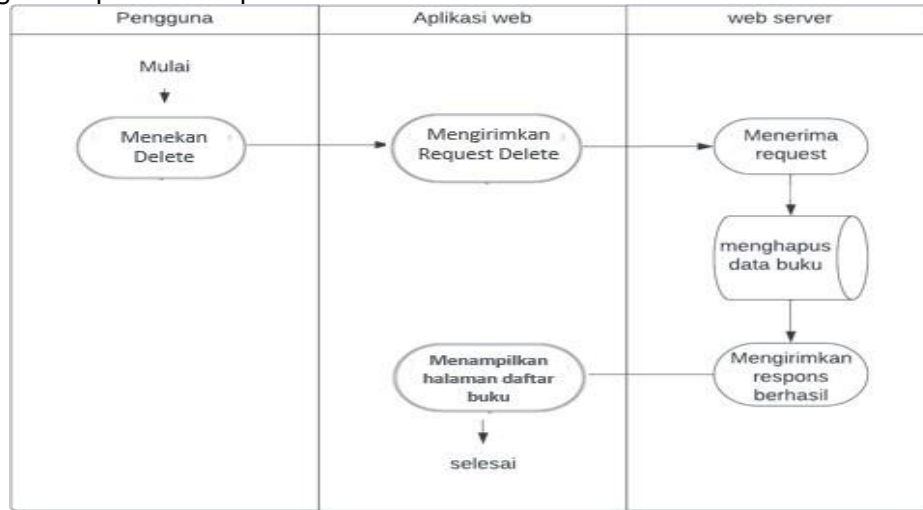 Pengguna
Aplikasi web
web server
Mulai
Menekan
Delete
Mengirimkan
Request Delete
Menerima
request
menghapus
data buku
Mengirimkan
respons
berhasil
Menampilkan
halaman daftar
buku
selesai